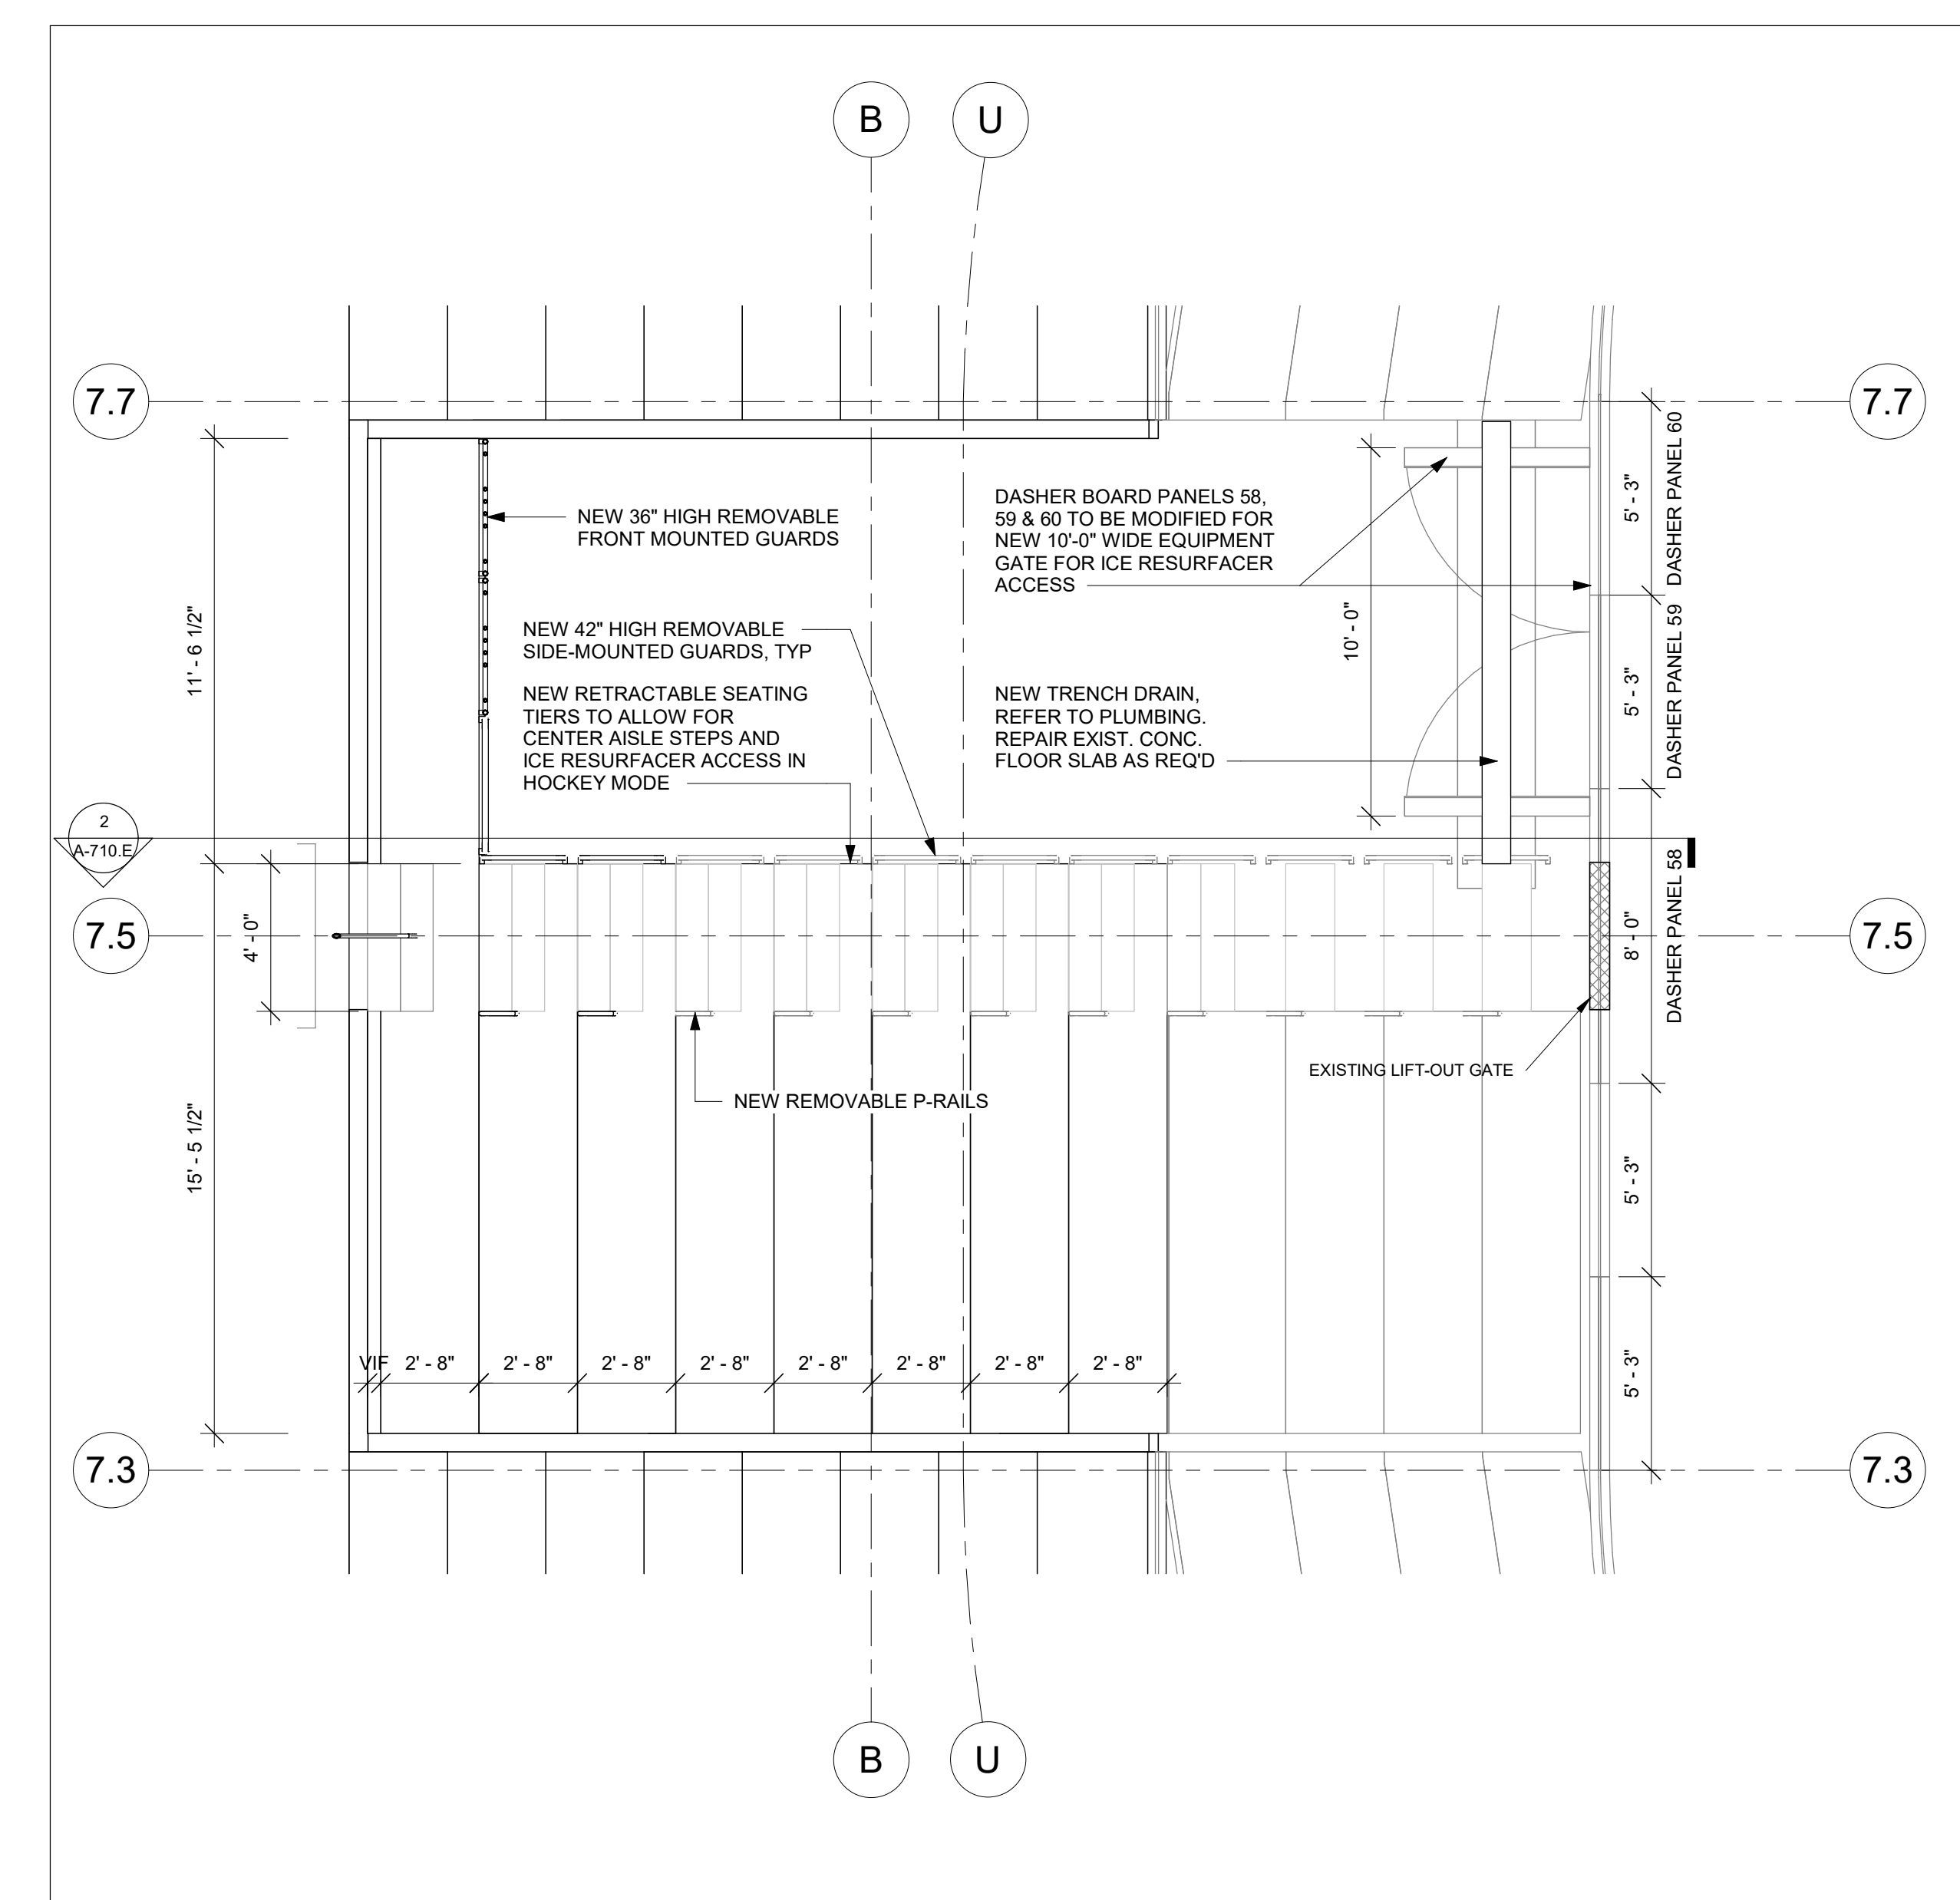 B
U
7.7
7.7
5' - 3"
DASHER PANEL 60
NEW 36" HIGH REMOVABLE
FRONT MOUNTED GUARDS
DASHER BOARD PANELS 58,
59 & 60 TO BE MODIFIED FOR
NEW 10'-0" WIDE EQUIPMENT
GATE FOR ICE RESURFACER
ACCESS
11' - 6 1/2"
10' - 0"
NEW 42" HIGH REMOVABLE
SIDE-MOUNTED GUARDS, TYP
5' - 3"
DASHER PANEL 59
NEW RETRACTABLE SEATING
TIERS TO ALLOW FOR
CENTER AISLE STEPS AND
ICE RESURFACER ACCESS IN
HOCKEY MODE
NEW TRENCH DRAIN,
REFER TO PLUMBING.
REPAIR EXIST. CONC.
FLOOR SLAB AS REQ'D
2
A-710.E
7.5
4' - 0"
8' - 0"
DASHER PANEL 58
7.5
EXISTING LIFT-OUT GATE
NEW REMOVABLE P-RAILS
15' - 5 1/2"
5' - 3"
VIF 2' - 8" 2' - 8" 2' - 8" 2' - 8" 2' - 8" 2' - 8" 2' - 8" 2' - 8"
5' - 3"
7.3
7.3
B
U